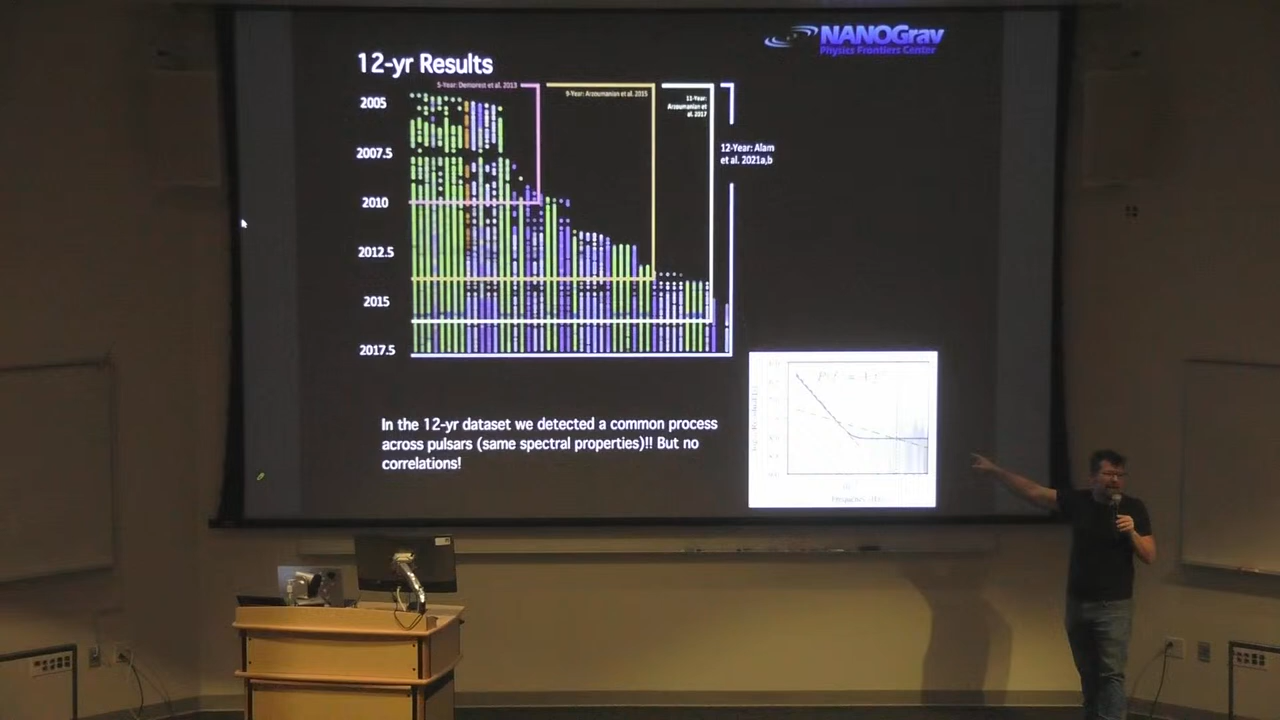 NANOGrav
Physics Frontiers Center
12-yr Results
5-Year: Demorest et al. 2013
9-Year: Arzoumanian et al. 2015
11-Year:
Arzoumanian et
al. 2017
12-Year: Alam
et al. 2021a,b
2005
2007.5
2010
2012.5
2015
2017.5
In the 12-yr dataset we detected a common process
across pulsars (same spectral properties)!! But no
correlations!